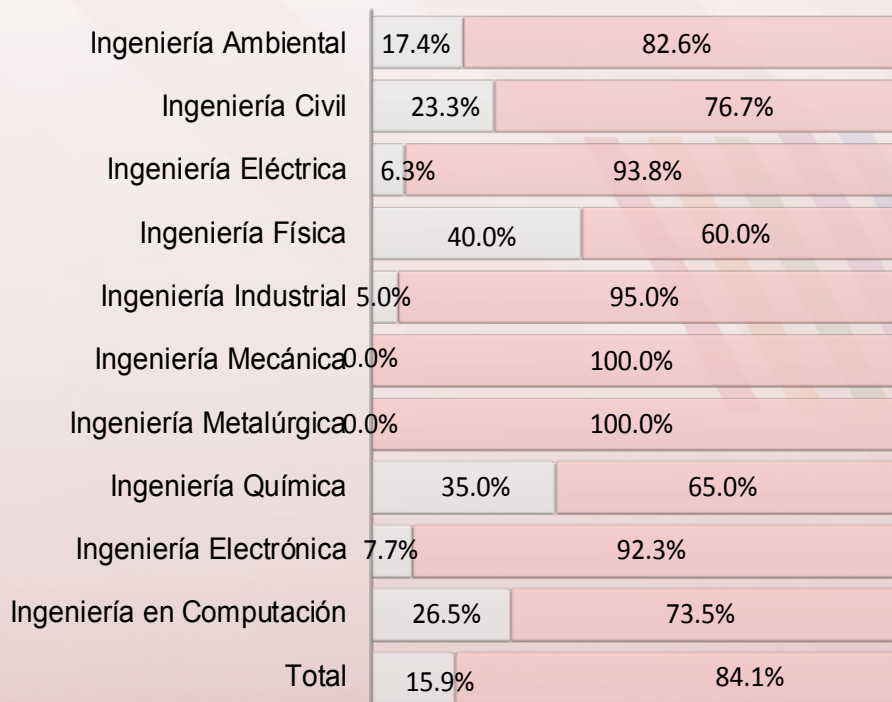 Ingeniería Ambiental 17.4% 82.6%
Ingeniería Civil 23.3% 76.7%
Ingeniería Eléctrica 6.3% 93.8%
Ingeniería Física 40.0% 60.0%
Ingeniería Industrial 5.0% 95.0%
Ingeniería Mecánica 0.0% 100.0%
Ingeniería Metalúrgica 0.0% 100.0%
Ingeniería Química 35.0% 65.0%
Ingeniería Electrónica 7.7% 92.3%
Ingeniería en Computación 26.5% 73.5%
Total 15.9% 84.1%